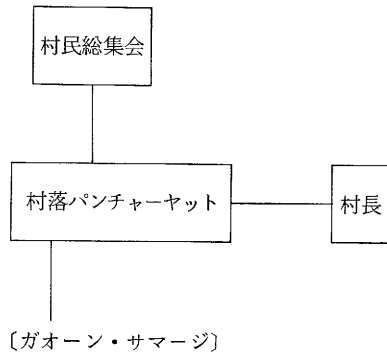 村民総集会
村落パンチャーヤット
村長
〔ガオーン・サマージ〕